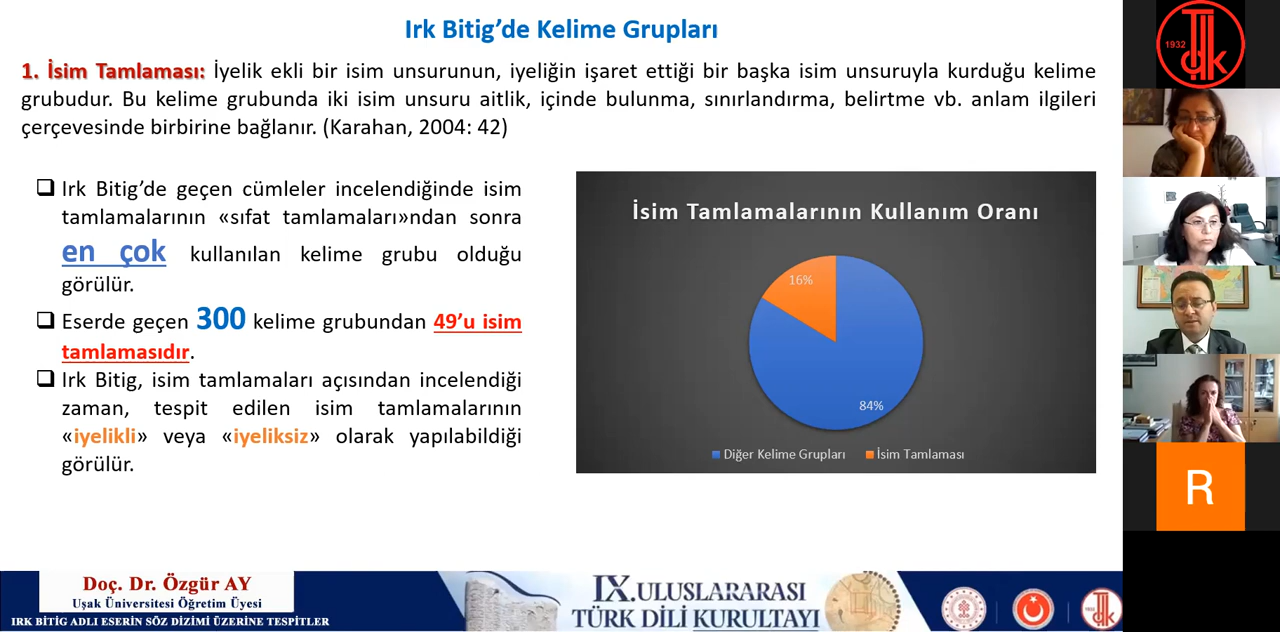 Irk Bitig’de Kelime Grupları
1. İsim Tamlaması: İyelik ekli bir isim unsurunun, iyeliğin işaret ettiği bir başka isim unsuruyla kurduğu kelime
grubudur. Bu kelime grubunda iki isim unsuru aitlik, içinde bulunma, sınırlandırma, belirtme vb. anlam ilgileri
çerçevesinde birbirine bağlanır. (Karahan, 2004: 42)
Irk Bitig’de geçen cümleler incelendiğinde isim
tamlamalarının «sıfat tamlamaları»ndan sonra
en çok kullanılan kelime grubu olduğu
görülür.
Eserde geçen 300 kelime grubundan 49’u isim
tamlamasıdır.
Irk Bitig, isim tamlamaları açısından incelendiği
zaman, tespit edilen isim tamlamalarının
«iyelikli» veya «iyeliksiz» olarak yapılabildiği
görülür.
İsim Tamlamalarının Kullanım Oranı
16%
84%
Diğer Kelime Grupları
İsim Tamlaması
Doç. Dr. Özgür AY
Uşak Üniversitesi Öğretim Üyesi
IRK BİTİG ADLI ESERİN SÖZ DİZİMİ ÜZERİNE TESPİTLER
IX.ULUSLARARASI
TÜRK DİLİ KURULTAYI
1932
TDK
R